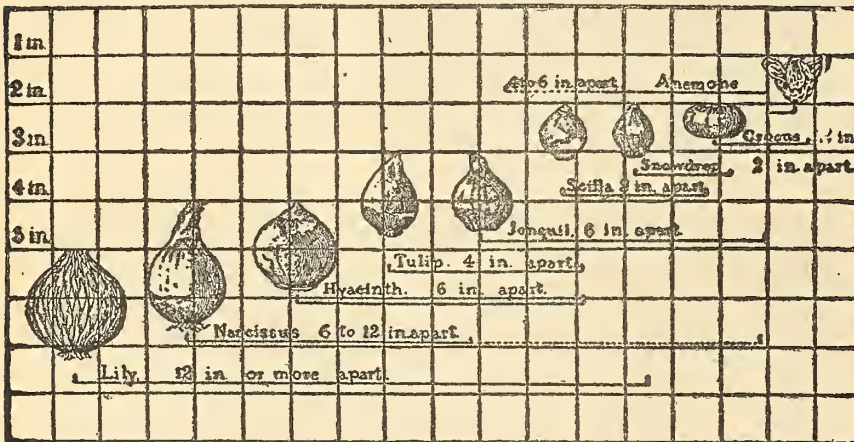 1 in
2 in.
4 to 6 in. apart Anemone
3 in
Crocus in
Snowdrop 2 in. apart.
4 in.
Scilla 2 in. apart
5 in.
Jonquil, 6 in. apart
Tulip. 4 in. apart
Hyacinth. 6 in. apart.
Narcissus 6 to 12 in. apart
Lily. 12 in or more apart.